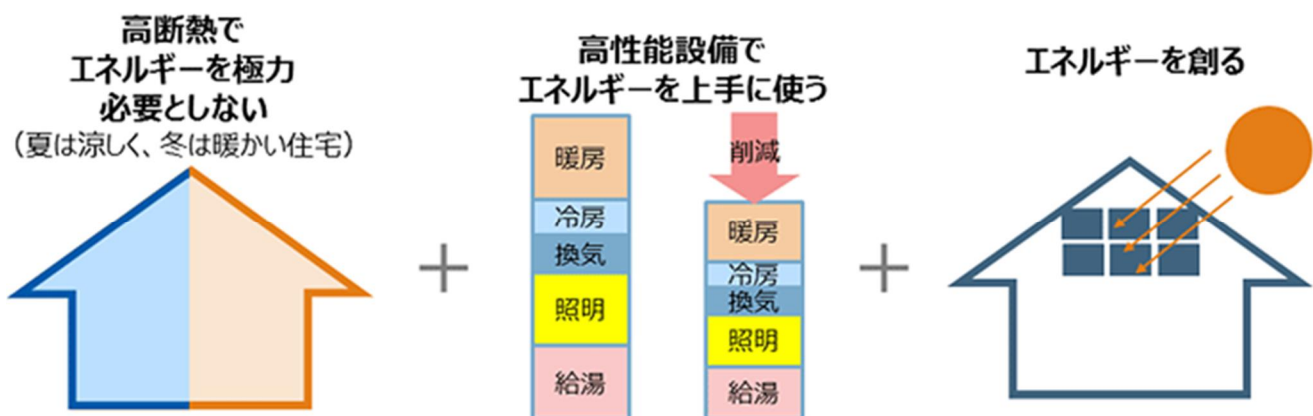 高断熱で
エネルギーを極力
必要としない
（夏は涼しく、冬は暖かい住宅）
高性能設備で
エネルギーを上手に使う
暖房
冷房
換気
照明
給湯
削減
暖房
冷房
換気
照明
給湯
エネルギーを創る